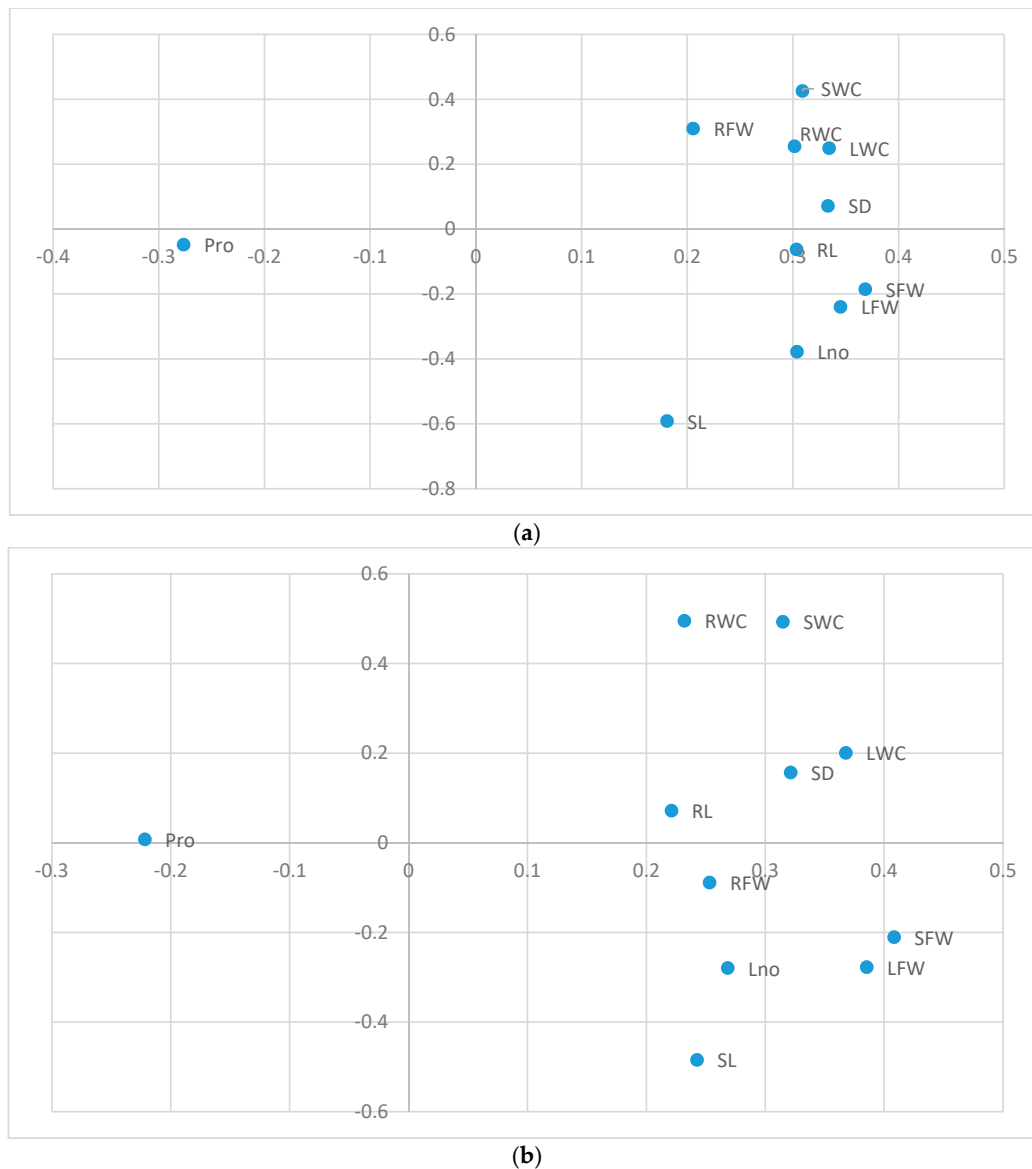 0.6
SWC
0.4
RFW
RWC
LWC
0.2
SD
0
-0.4 -0.3 -0.2 -0.1 0 0.1 0.2 0.3 0.4 0.5
Pro
RL
-0.2
SFW
LFW
-0.4
Lno
-0.6
SL
-0.8
(a)
0.6
RWC SWC
0.4
0.2
LWC
SD
RL
0
Pro
-0.3 -0.2 -0.1 0 0.1 0.2 0.3 0.4 0.5
RFW
-0.2
SFW
Lno LFW
-0.4
SL
-0.6
(b)